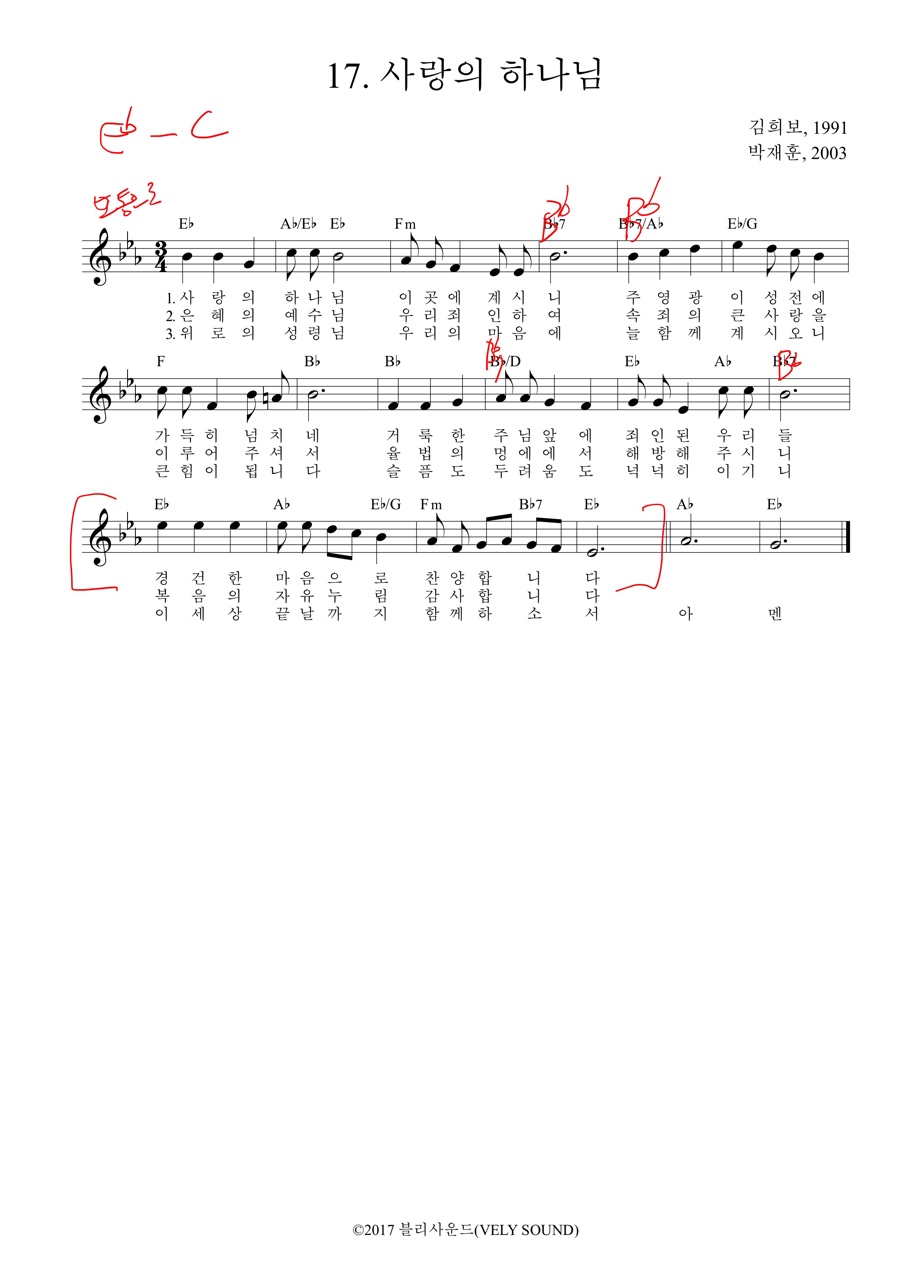 17. 사랑의 하나님
E♭ - C
김희보, 1991
박재훈, 2003
보통으로
B♭ B♭
E♭ A♭/E♭ E♭ Fm B♭7 B♭7/A♭ E♭/G
3
4
1. 사 랑 의 하 나 님 이 곳 에 계 시 니 주 영 광 이 성 전 에
2. 은 혜 의 예 수 님 우 리 죄 인 하 여 속 죄 의 큰 사 랑 을
3. 위 로 의 성 령 님 우 리 의 마 음 에 늘 함 께 계 시 오 니
B♭ B♭
F B♭ B♭ B♭/D E♭ A♭ B♭7
가 득 히 넘 치 네 거 룩 한 주 님 앞 에 죄 인 된 우 리 들
이 루 어 주 셔 서 율 법 의 멍 에 에 서 해 방 해 주 시 니
큰 힘 이 됩 니 다 슬 픔 도 두 려 움 도 넉 넉 히 이 기 니
E♭ A♭ E♭/G Fm B♭7 E♭ A♭ E♭
경 건 한 마 음 으 로 찬 양 합 니 다
복 음 의 자 유 누 림 감 사 합 니 다
이 세 상 끝 날 까 지 함 께 하 소 서 아 멘
©2017 블리사운드(VELY SOUND)